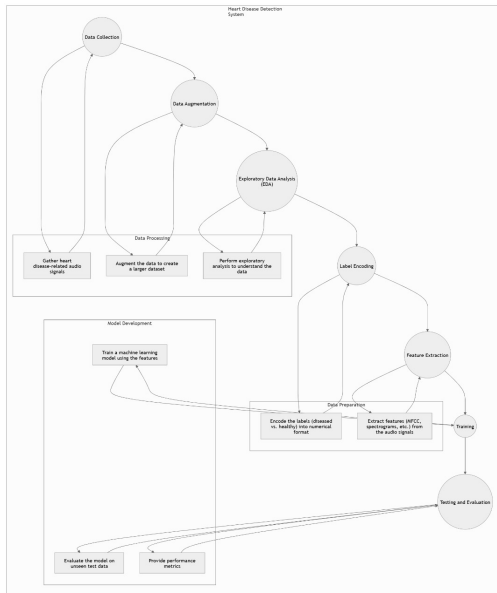 Heart Disease Detection
System
Data Collection
Data Augmentation
Exploratory Data Analysis
(EDA)
Data Processing
Gather heart
disease-related audio
signals
Augment the data to create
a larger dataset
Perform exploratory
analysis to understand the
data
Label Encoding
Model Development
Train a machine learning
model using the features
Feature Extraction
Data Preparation
Encode the labels (diseased
vs. healthy) into numerical
format
Extract features (MFCC,
spectrograms, etc.) from
the audio signals
Training
Testing and Evaluation
Evaluate the model on
unseen test data
Provide performance
metrics